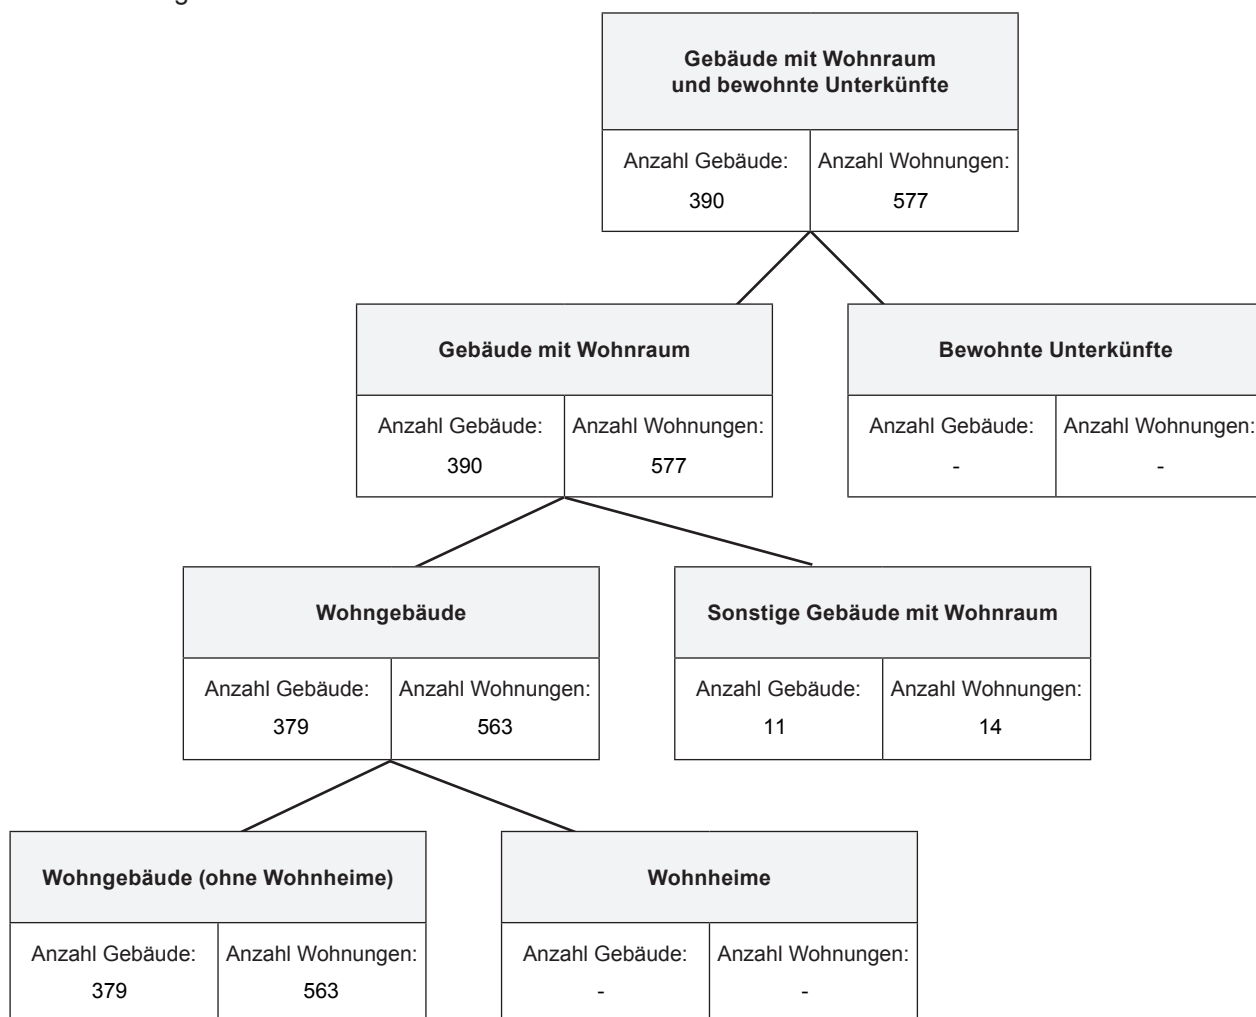 Gebäude mit Wohnraum
und bewohnte Unterkünfte
Anzahl Gebäude: Anzahl Wohnungen:
390 577
Gebäude mit Wohnraum
Anzahl Gebäude: Anzahl Wohnungen:
390 577
Bewohnte Unterkünfte
Anzahl Gebäude: Anzahl Wohnungen:
- -
Wohngebäude
Anzahl Gebäude: Anzahl Wohnungen:
379 563
Sonstige Gebäude mit Wohnraum
Anzahl Gebäude: Anzahl Wohnungen:
11 14
Wohngebäude (ohne Wohnheime)
Anzahl Gebäude: Anzahl Wohnungen:
379 563
Wohnheime
Anzahl Gebäude: Anzahl Wohnungen:
- -